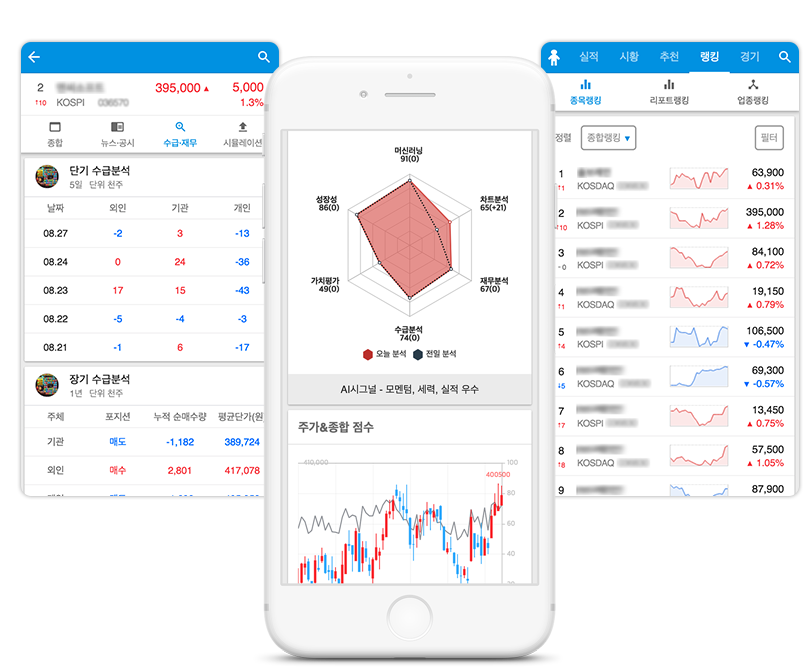 2
395,000 ▲
5,000
↑10
KOSPI
036570
1.3%
종합
뉴스·공시
수급·재무
시뮬레이션
단기 수급분석
5일 단위 천주
날짜 외인 기관 개인
08.27 -2 3 -13
08.24 0 24 -36
08.23 17 15 -43
08.22 -5 -4 -3
08.21 -1 6 -17
장기 수급분석
1년 단위 천주
주체 포지션 누적 순매수량 평균단가(원
기관 매도 -1,182 389,724
외인 매수 2,801 417,078
머신러닝
91(0)
성장성
86(0)
차트분석
65(+21)
가치평가
49(0)
재무분석
67(0)
수급분석
74(0)
오늘 분석 전일 분석
AI시그널 - 모멘텀, 세력, 실적 우수
주가&종합 점수
410,000
100
400500
80
60
40
20
실적 시황 추천 랭킹 경기
종목랭킹 리포트랭킹 업종랭킹
정렬 종합랭킹 ▼ 필터
1 63,900
↑1 KOSDAQ ▲ 0.31%
2 395,000
↑10 KOSPI ▲ 1.28%
3 84,100
- 0 KOSPI ▲ 0.72%
4 19,150
↑1 KOSDAQ ▲ 0.79%
5 106,500
↑4 KOSPI ▼ -0.47%
6 69,300
↓5 KOSDAQ ▼ -0.57%
7 13,450
↑17 KOSPI ▲ 0.75%
8 57,500
↑8 KOSDAQ ▲ 1.05%
9 87,900